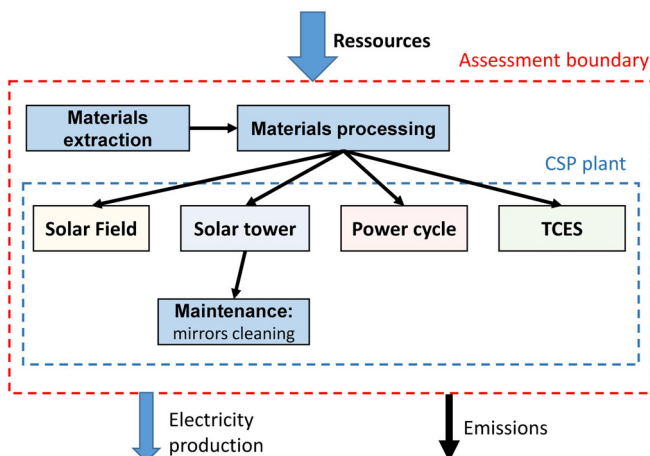 Ressources
Assessment boundary
Materials
extraction
Materials processing
CSP plant
Solar Field
Solar tower
Power cycle
TCES
Maintenance:
mirrors cleaning
Electricity
production
Emissions